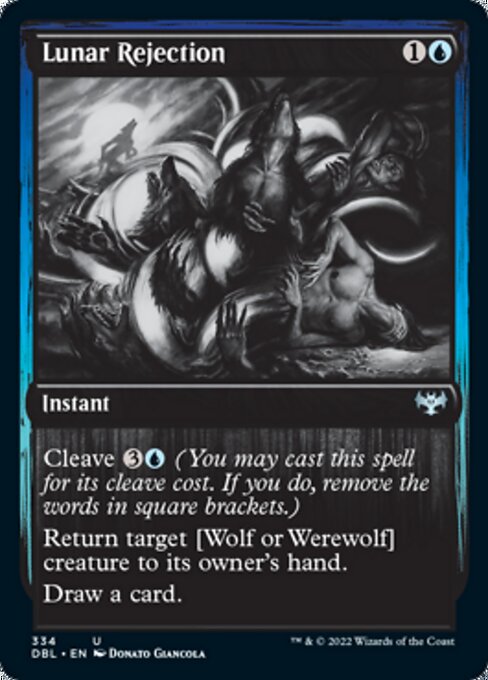 Lunar Rejection 1
Instant
Cleave 3 (You may cast this spell
for its cleave cost. If you do, remove the
words in square brackets.)
Return target [Wolf or Werewolf]
creature to its owner's hand.
Draw a card.
334 U
DBL • EN Donato Giancola
™ & © 2022 Wizards of the Coast